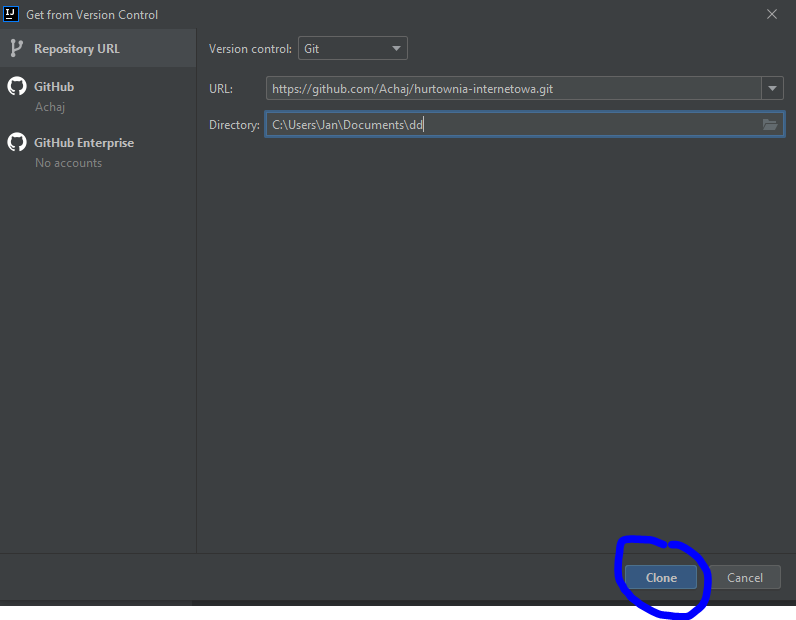 IJ Get from Version Control
Repository URL
Version control: Git
GitHub
Achaj
URL: https://github.com/Achaj/hurtownia-internetowa.git
Directory: C:\Users\Jan\Documents\dd
GitHub Enterprise
No accounts
Clone Cancel